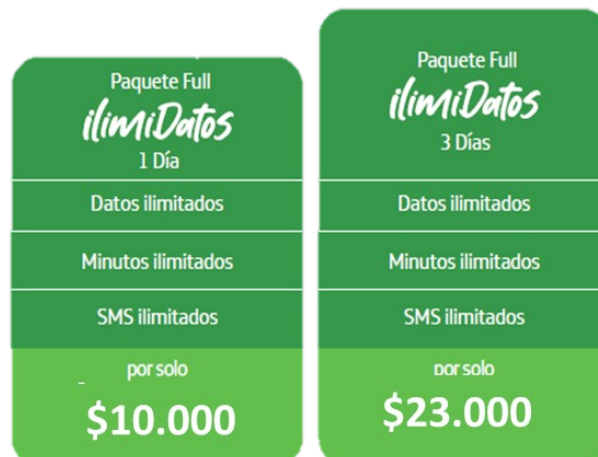 Paquete Full
ilimiDatos
1 Día
Datos ilimitados
Minutos ilimitados
SMS ilimitados
por solo
$10.000
Paquete Full
ilimiDatos
3 Días
Datos ilimitados
Minutos ilimitados
SMS ilimitados
por solo
$23.000